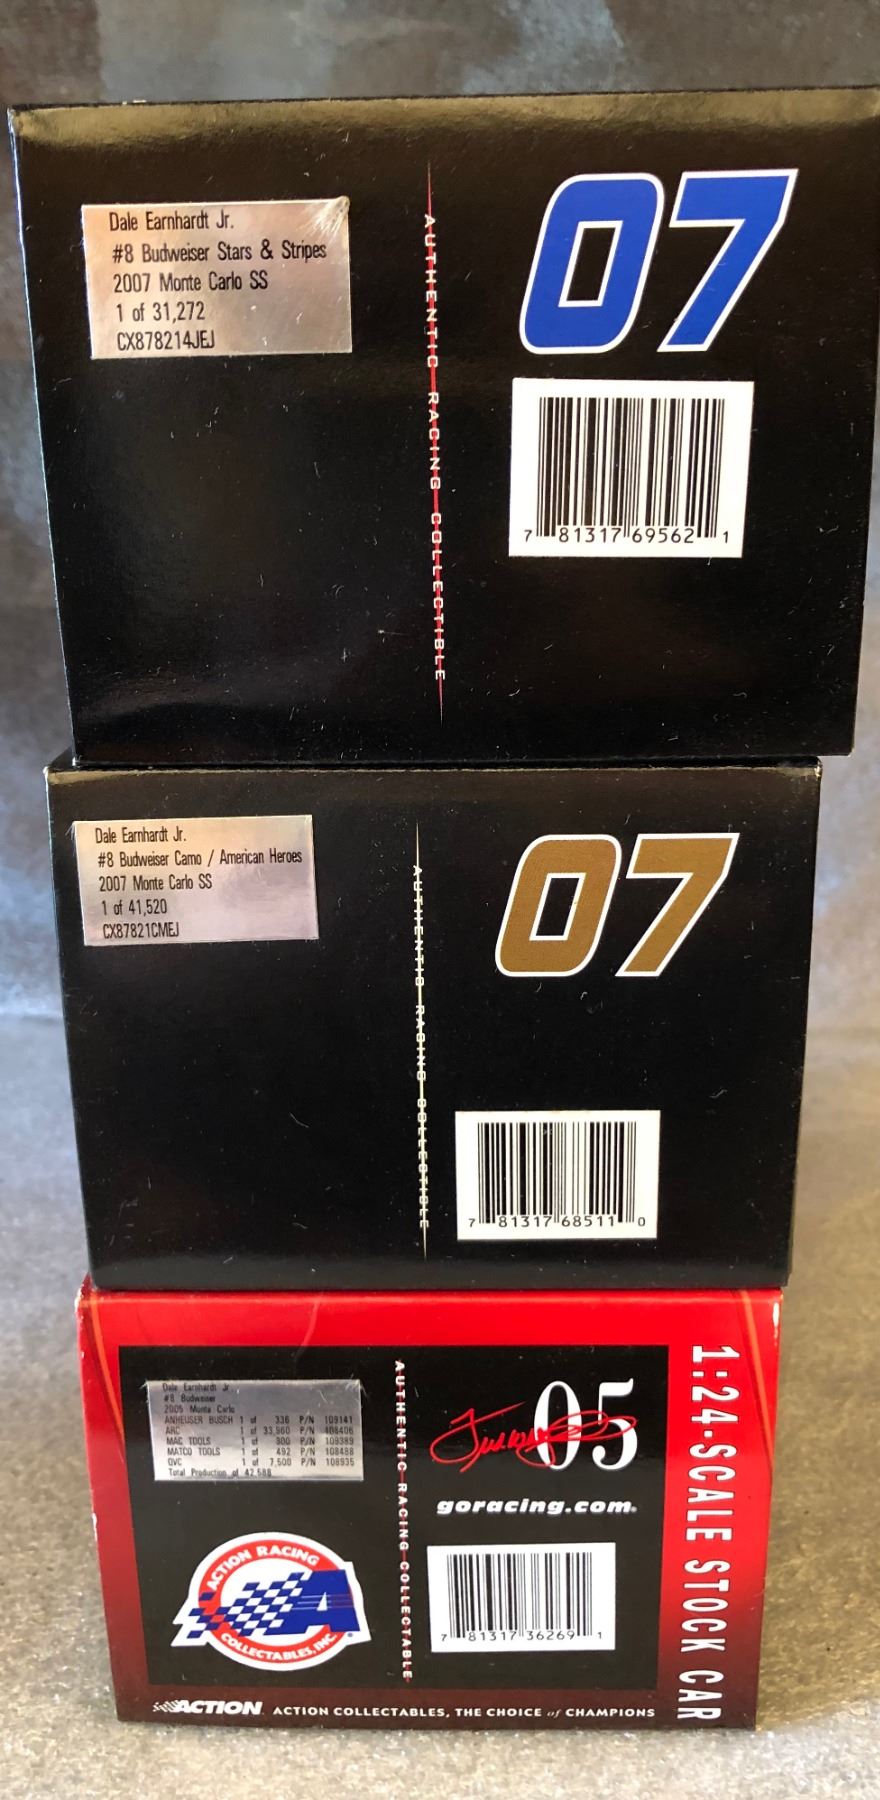 Dale Earnhardt Jr.
#8 Budweiser Stars & Stripes
2007 Monte Carlo SS
1 of 31,272
CX878214JEJ
AUTHENTIC RACING COLLECTIBLE
07
7 81317 69562 1
Dale Earnhardt Jr.
#8 Budweiser Camo / American Heroes
2007 Monte Carlo SS
1 of 41,520
CX87821CMEJ
AUTHENTIC RACING COLLECTIBLE
07
7 81317 68511 0
Dale Earnhardt Jr
#8 Budweiser
2005 Monte Carlo
ANHEUSER BUSCH 1 of 336 P/N 109141
ARC 1 of 33,960 P/N 108406
MAC TOOLS 1 of 300 P/N 109389
MATCO TOOLS 1 of 492 P/N 108488
QVC 1 of 7,500 P/N 108935
Total Production of 42,588
AUTHENTIC RACING COLLECTABLE
05
goracing.com
7 81317 36269 1
ACTION RACING
COLLECTABLES, INC.
ACTION ACTION COLLECTABLES, THE CHOICE of CHAMPIONS
1:24-SCALE STOCK CAR